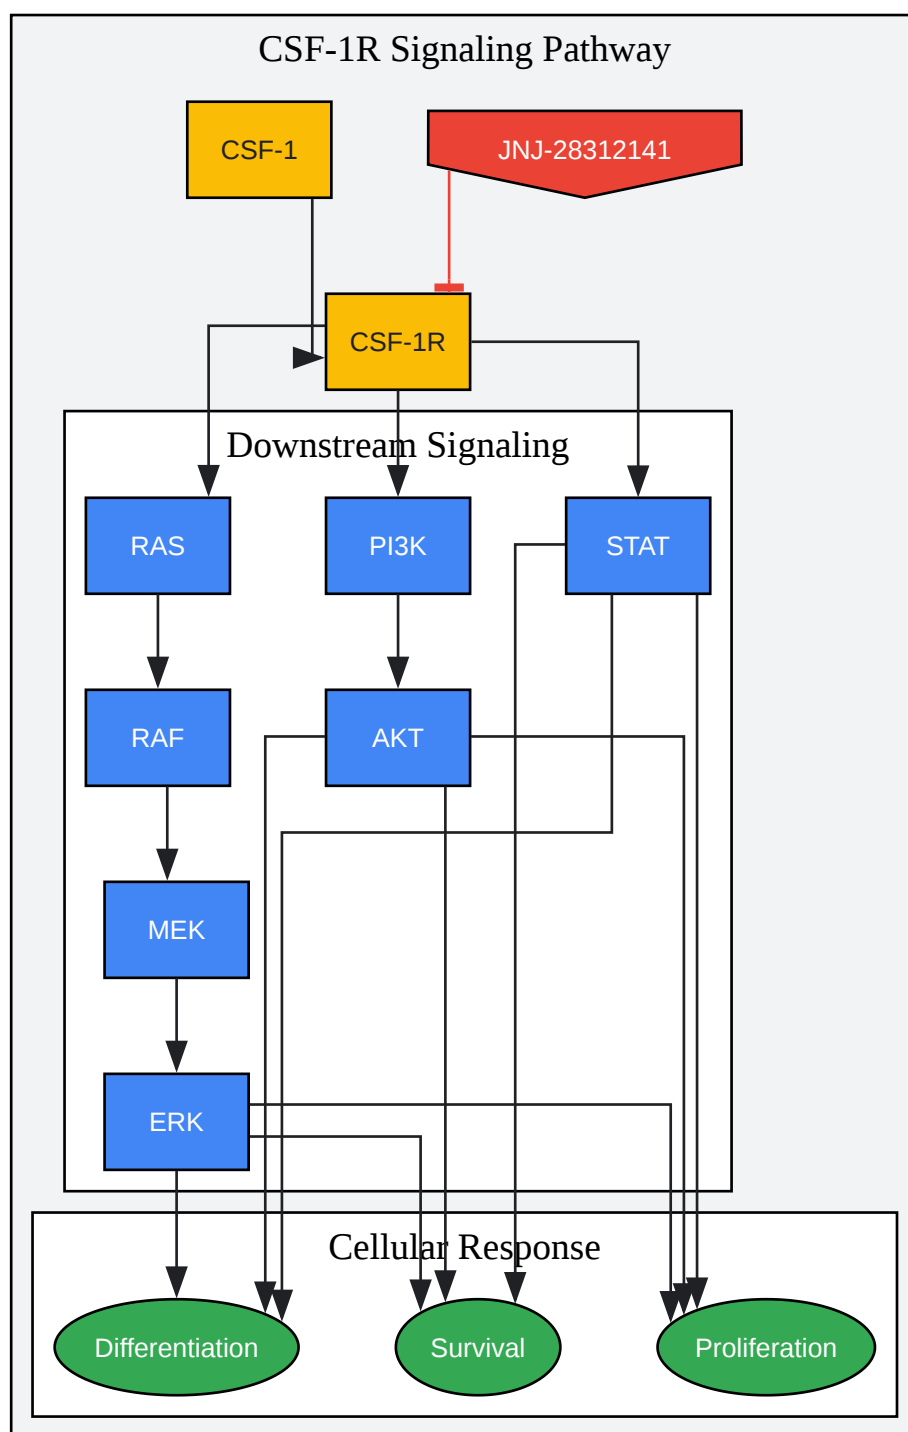 CSF-1R Signaling Pathway
CSF-1
JNJ-28312141
CSF-1R
Downstream Signaling
RAS
PI3K
STAT
RAF
AKT
MEK
ERK
Cellular Response
Differentiation
Survival
Proliferation